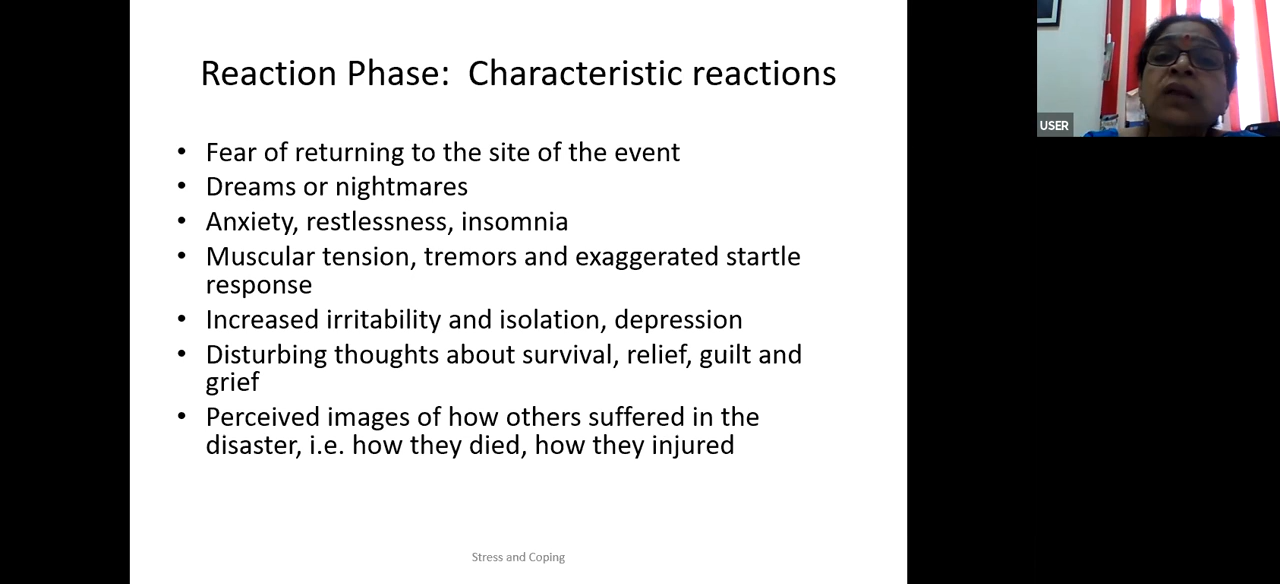 Reaction Phase:  Characteristic reactions
• Fear of returning to the site of the event
• Dreams or nightmares
• Anxiety, restlessness, insomnia
• Muscular tension, tremors and exaggerated startle
response
• Increased irritability and isolation, depression
• Disturbing thoughts about survival, relief, guilt and
grief
• Perceived images of how others suffered in the
disaster, i.e. how they died, how they injured
Stress and Coping
USER